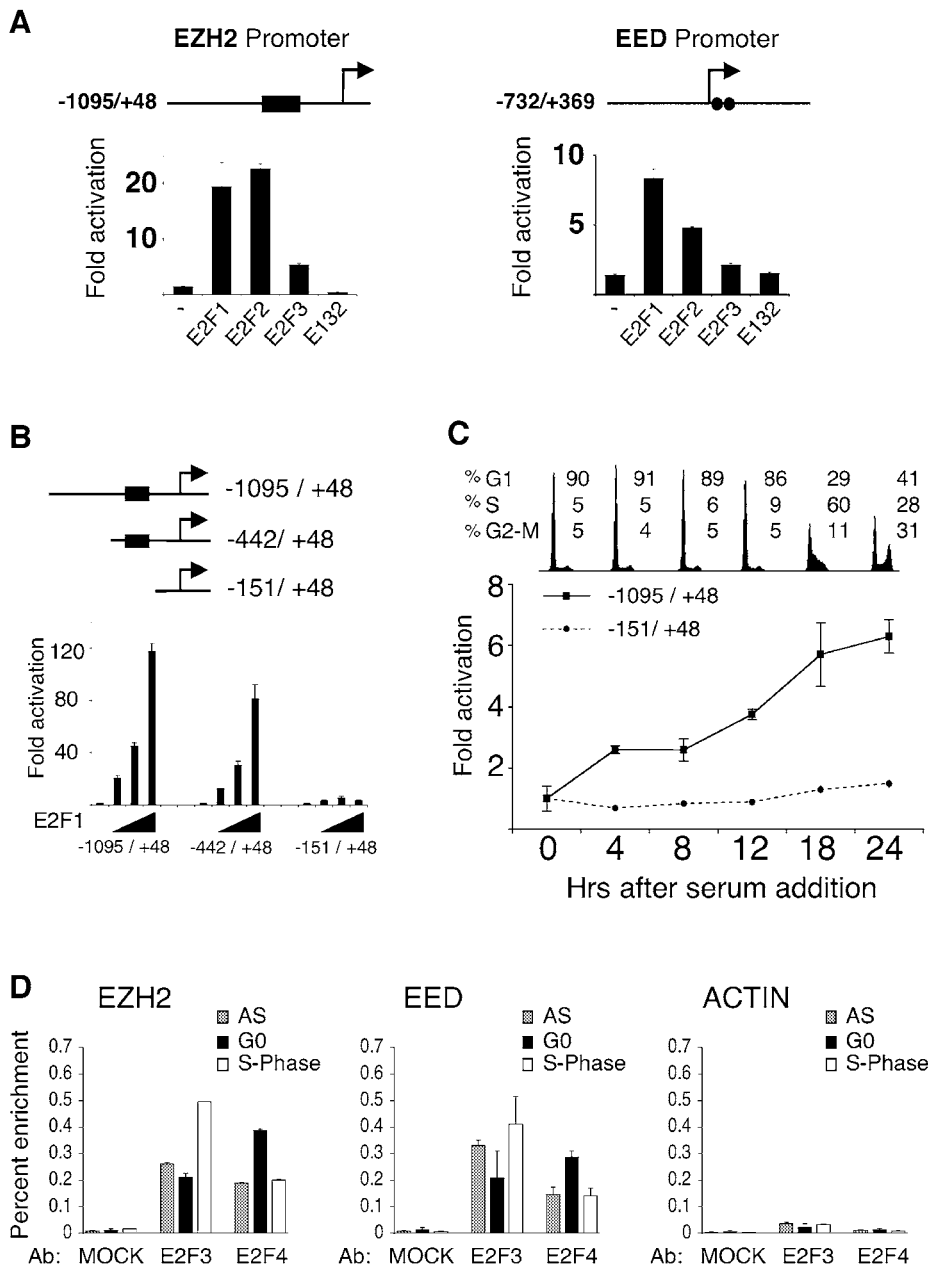 A
EZH2 Promoter
-1095/+48
Fold activation
20
10
-
E2F1
E2F2
E2F3
E132
EED Promoter
-732/+369
Fold activation
10
5
-
E2F1
E2F2
E2F3
E132
B
-1095 / +48
-442/ +48
-151/ +48
Fold activation
120
80
40
E2F1
-1095 / +48
-442 / +48
-151 / +48
C
% G1 90 91 89 86 29 41
% S 5 5 6 9 60 28
% G2-M 5 4 5 5 11 31
-1095 / +48
-151/ +48
Fold activation
8
6
4
2
0 4 8 12 18 24
Hrs after serum addition
D
EZH2
AS
G0
S-Phase
Percent enrichment
0.7
0.6
0.5
0.4
0.3
0.2
0.1
0
Ab: MOCK E2F3 E2F4
EED
AS
G0
S-Phase
0.7
0.6
0.5
0.4
0.3
0.2
0.1
0
Ab: MOCK E2F3 E2F4
ACTIN
AS
G0
S-Phase
0.7
0.6
0.5
0.4
0.3
0.2
0.1
0
Ab: MOCK E2F3 E2F4